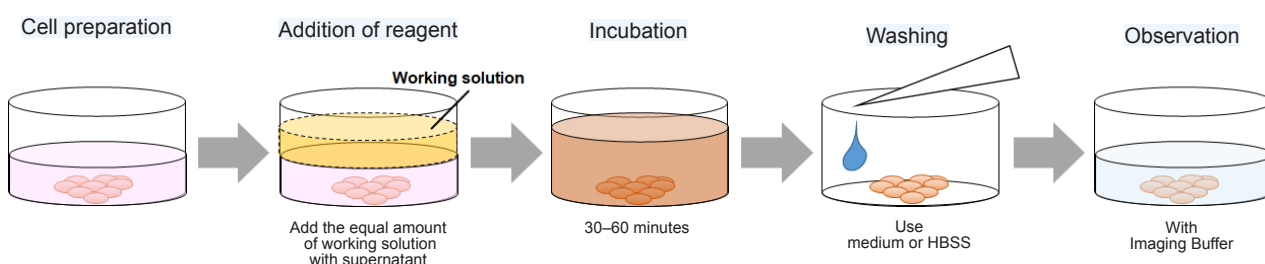 Cell preparation
Addition of reagent
Incubation
Washing
Observation
Working solution
Add the equal amount
of working solution
with supernatant
30–60 minutes
Use
medium or HBSS
With
Imaging Buffer